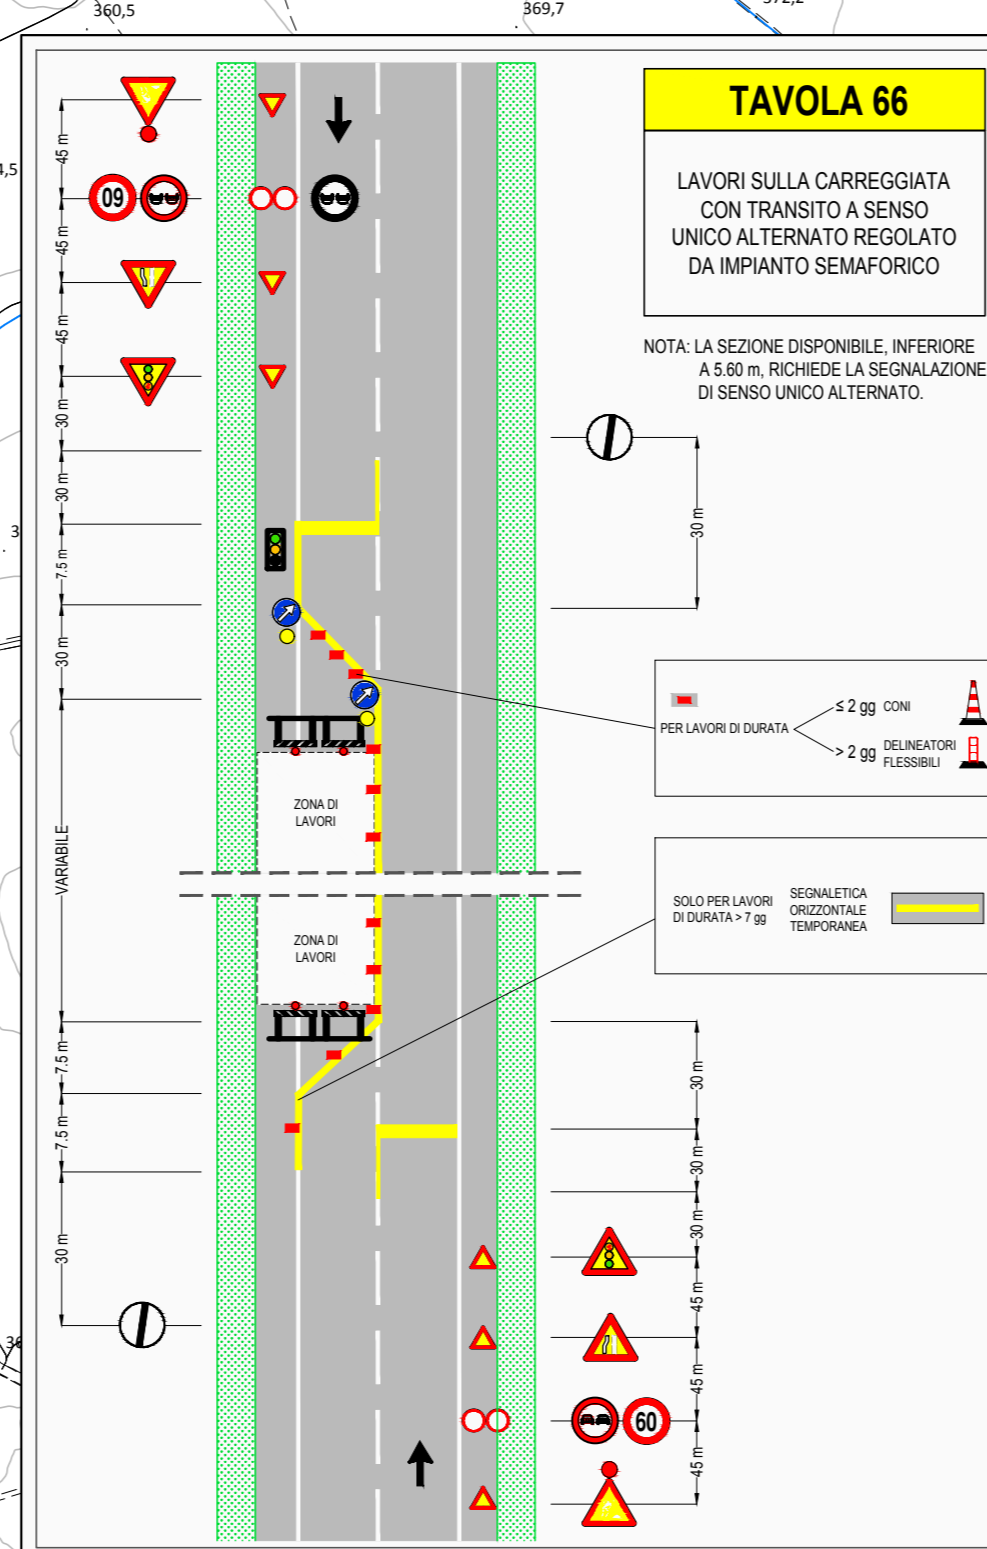 360,5
369,7
TAVOLA 66
LAVORI SULLA CARREGGIATA
CON TRANSITO A SENSO
UNICO ALTERNATO REGOLATO
DA IMPIANTO SEMAFORICO
NOTA: LA SEZIONE DISPONIBILE, INFERIORE
A 5.60 m, RICHIEDE LA SEGNALAZIONE
DI SENSO UNICO ALTERNATO.
45 m
60
45 m
45 m
30 m
30 m
7.5 m
30 m
VARIABILE
7.5 m
7.5 m
30 m
30 m
PER LAVORI DI DURATA
≤ 2 gg CONI
> 2 gg DELINEATORI
FLESSIBILI
ZONA DI
LAVORI
SOLO PER LAVORI
DI DURATA > 7 gg
SEGNALETICA
ORIZZONTALE
TEMPORANEA
ZONA DI
LAVORI
30 m
30 m
30 m
45 m
45 m
60
45 m